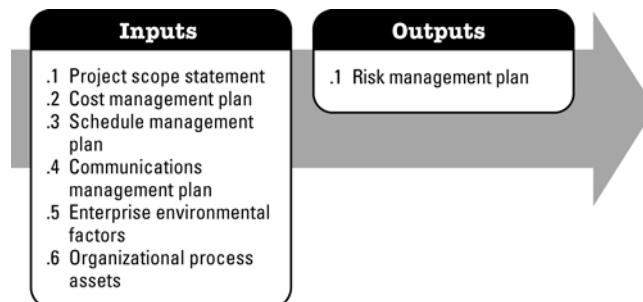 Inputs
.1 Project scope statement
.2 Cost management plan
.3 Schedule management
plan
.4 Communications
management plan
.5 Enterprise environmental
factors
.6 Organizational process
assets
Outputs
.1 Risk management plan